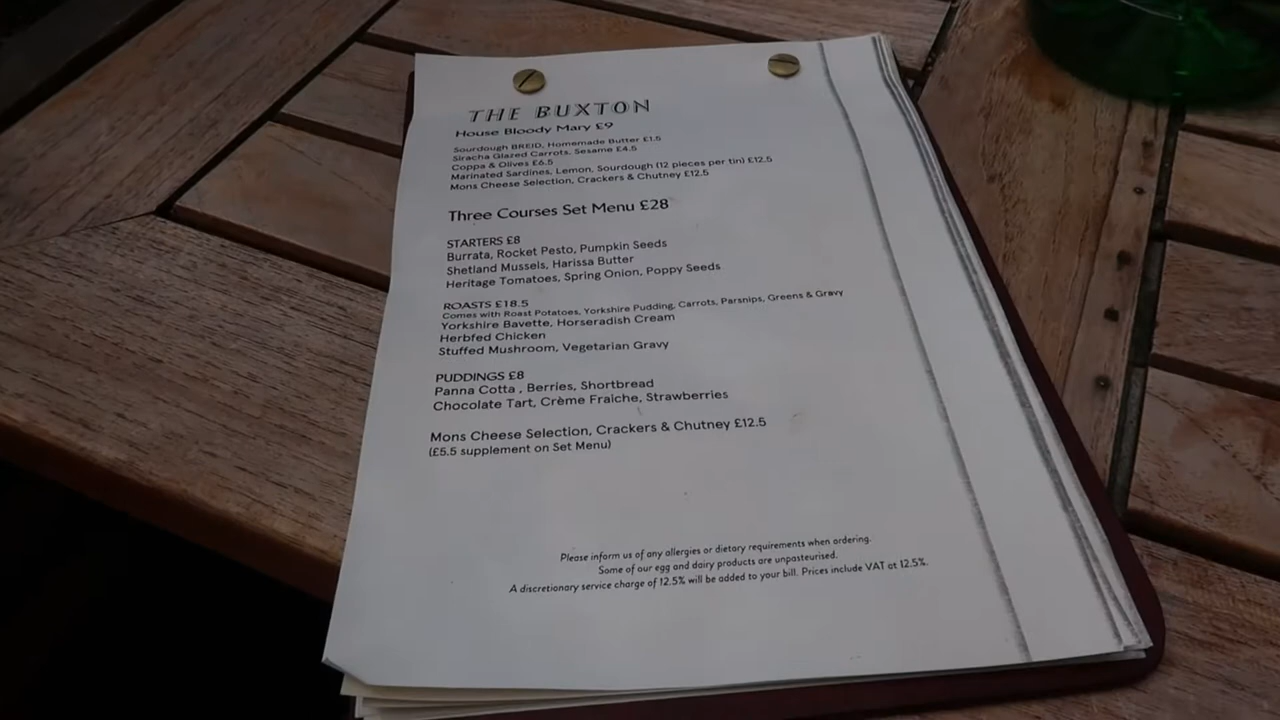 THE BUXTON
House Bloody Mary £9
Sourdough BREID, Homemade Butter £1.5
Siracha Glazed Carrots, Sesame £4.5
Coppa & Olives £6.5
Marinated Sardines, Lemon, Sourdough (12 pieces per tin) £12.5
Mons Cheese Selection, Crackers & Chutney £12.5
Three Courses Set Menu £28
STARTERS £8
Burrata, Rocket Pesto, Pumpkin Seeds
Shetland Mussels, Harissa Butter
Heritage Tomatoes, Spring Onion, Poppy Seeds
ROASTS £18.5
Comes with Roast Potatoes, Yorkshire Pudding, Carrots, Parsnips, Greens & Gravy
Yorkshire Bavette, Horseradish Cream
Herbfed Chicken
Stuffed Mushroom, Vegetarian Gravy
PUDDINGS £8
Panna Cotta , Berries, Shortbread
Chocolate Tart, Crème Fraiche, Strawberries
Mons Cheese Selection, Crackers & Chutney £12.5
(£5.5 supplement on Set Menu)
Please inform us of any allergies or dietary requirements when ordering.
Some of our egg and dairy products are unpasteurised.
A discretionary service charge of 12.5% will be added to your bill. Prices include VAT at 12.5%.